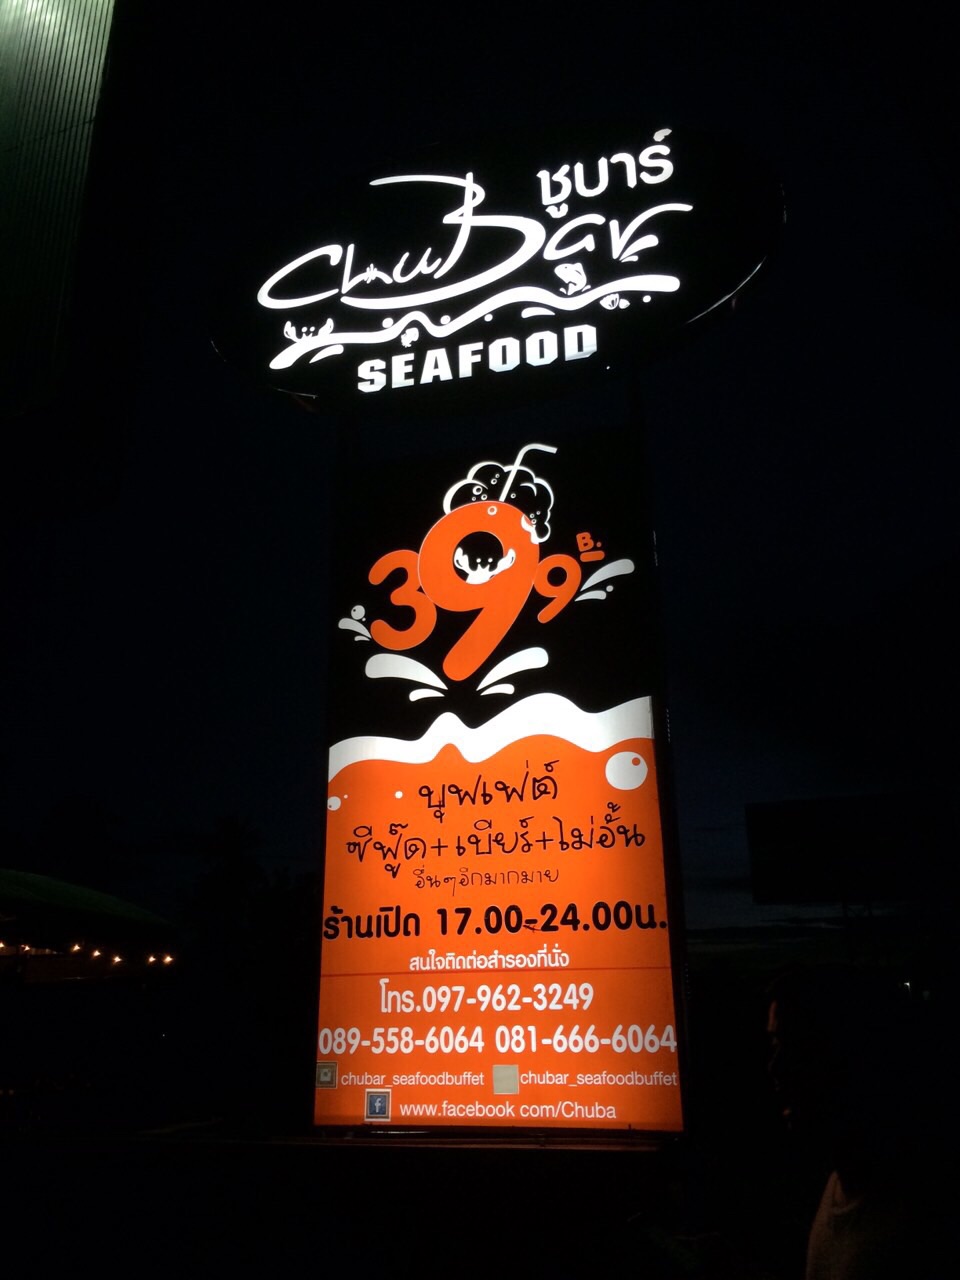 ชูบาร์
ChuBar
SEAFOOD
399 B.
บุฟเฟ่ต์
ซีฟู๊ด+เบียร์+ไม่อั้น
อื่นๆอีกมากมาย
ร้านเปิด 17.00-24.00น.
สนใจติดต่อสำรองที่นั่ง
โทร.097-962-3249
089-558-6064 081-666-6064
chubar_seafoodbuffet chubar_seafoodbuffet
f www.facebook com/Chuba